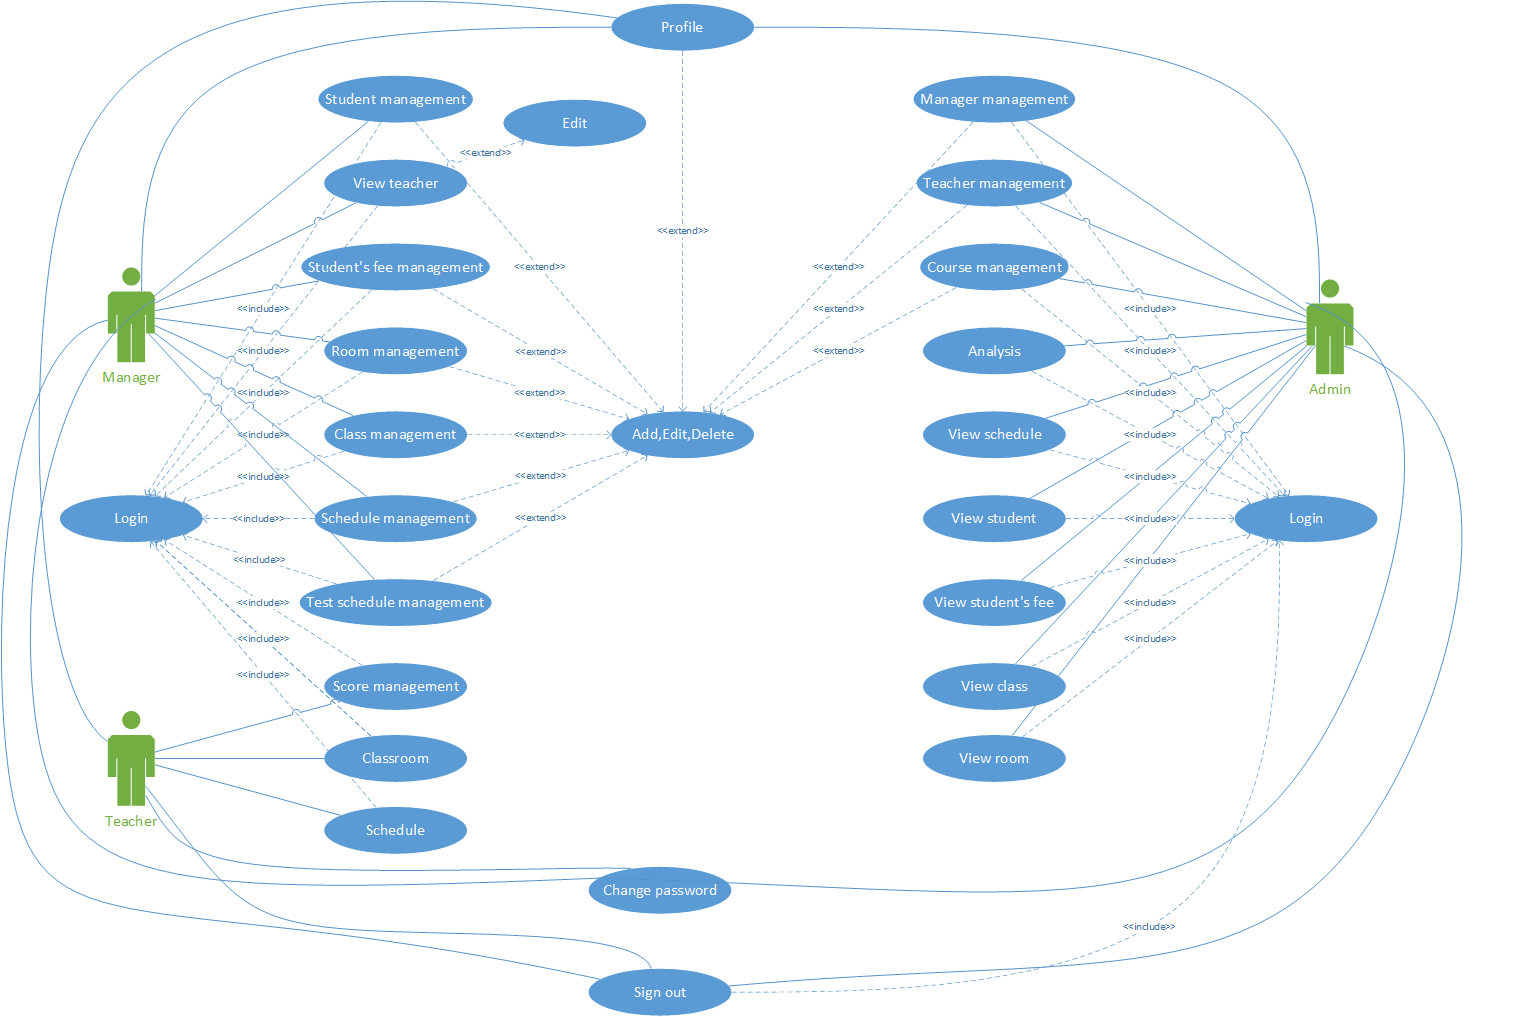 Profile
Student management
Manager management
Edit
<<extend>>
View teacher
Teacher management
<<extend>>
Student's fee management
<<extend>>
<<extend>>
Course management
<<include>>
<<extend>>
<<include>>
<<include>>
Room management
<<extend>>
<<extend>>
Analysis
<<include>>
Manager
Admin
<<include>>
<<extend>>
<<include>>
<<include>>
Class management
<<extend>>
Add,Edit,Delete
View schedule
<<include>>
<<include>>
<<extend>>
<<include>>
Login
<<include>>
Schedule management
<<extend>>
View student
<<include>>
Login
<<include>>
<<include>>
<<include>>
Test schedule management
View student's fee
<<include>>
<<include>>
<<include>>
<<include>>
Score management
View class
Classroom
View room
Teacher
Schedule
Change password
<<include>>
Sign out